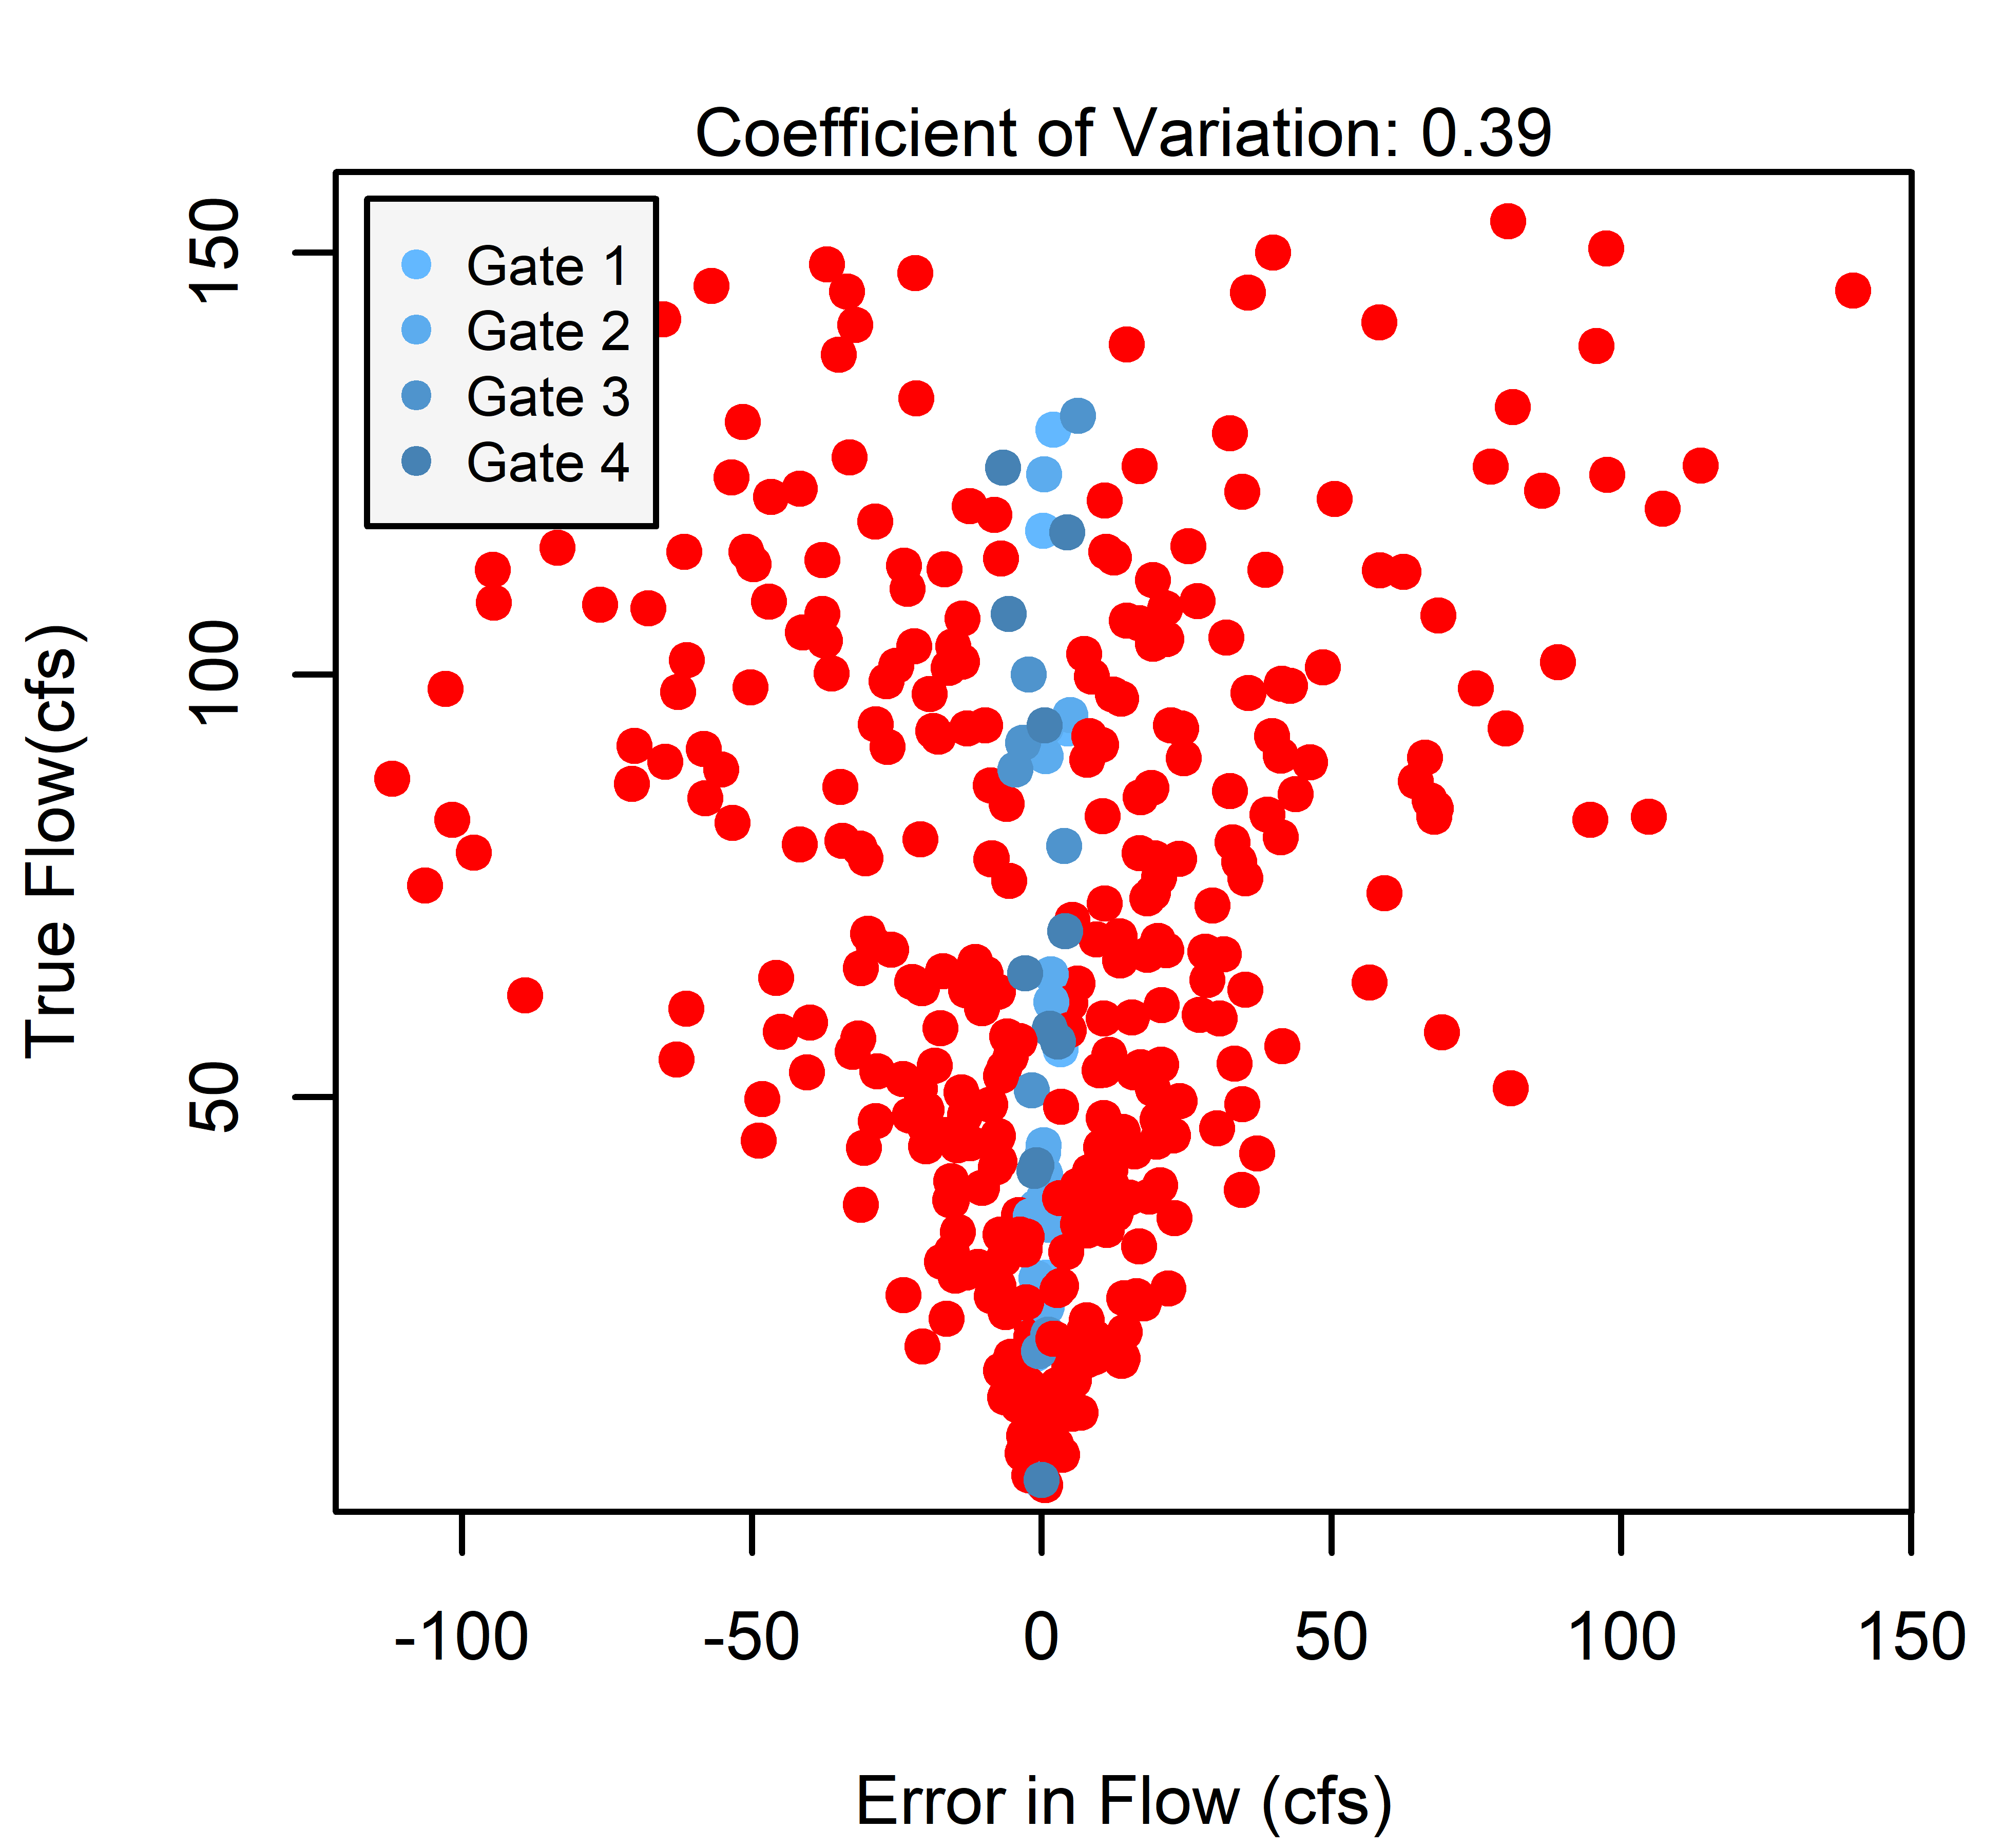 Coefficient of Variation: 0.39
Gate 1
Gate 2
Gate 3
Gate 4
True Flow(cfs)
150
100
50
-100
-50
0
50
100
150
Error in Flow (cfs)